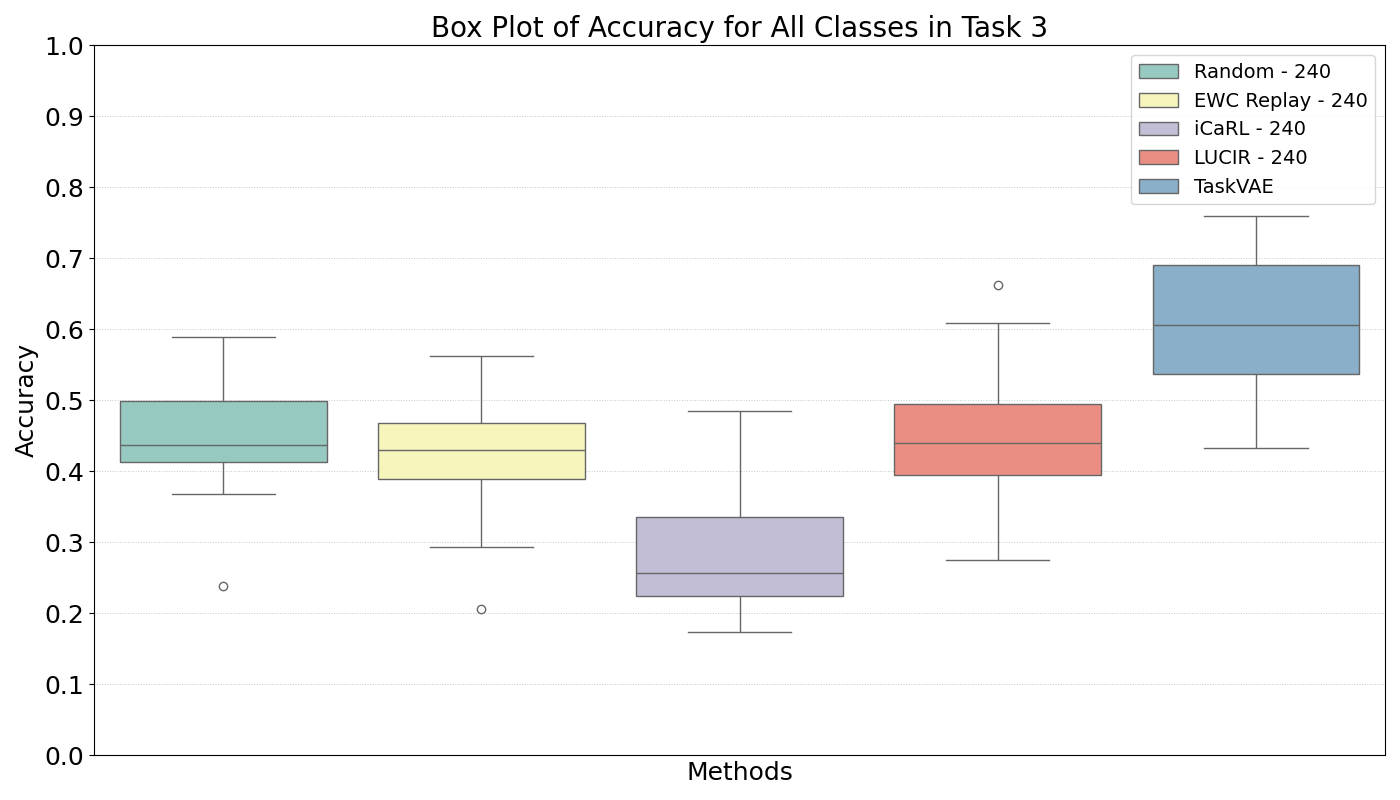 Box Plot of Accuracy for All Classes in Task 3
1.0
0.9
0.8
0.7
0.6
0.5
0.4
0.3
0.2
0.1
0.0
Accuracy
Methods
Random - 240
EWC Replay - 240
iCaRL - 240
LUCIR - 240
TaskVAE